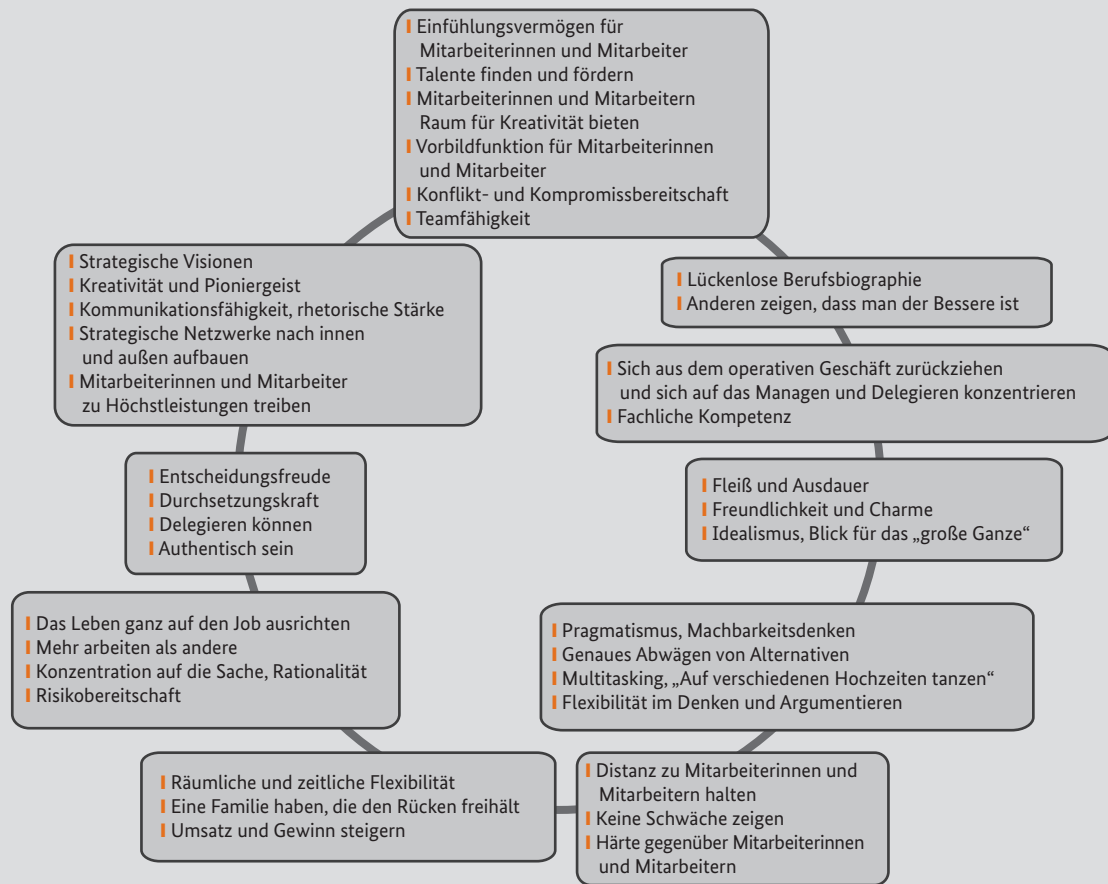 Einfühlungsvermögen für
Mitarbeiterinnen und Mitarbeiter
Talente finden und fördern
Mitarbeiterinnen und Mitarbeitern
Raum für Kreativität bieten
Vorbildfunktion für Mitarbeiterinnen
und Mitarbeiter
Konflikt- und Kompromissbereitschaft
Teamfähigkeit
Strategische Visionen
Kreativität und Pioniergeist
Kommunikationsfähigkeit, rhetorische Stärke
Strategische Netzwerke nach innen
und außen aufbauen
Mitarbeiterinnen und Mitarbeiter
zu Höchstleistungen treiben
Lückenlose Berufsbiographie
Anderen zeigen, dass man der Bessere ist
Sich aus dem operativen Geschäft zurückziehen
und sich auf das Managen und Delegieren konzentrieren
Fachliche Kompetenz
Entscheidungsfreude
Durchsetzungskraft
Delegieren können
Authentisch sein
Fleiß und Ausdauer
Freundlichkeit und Charme
Idealismus, Blick für das „große Ganze“
Das Leben ganz auf den Job ausrichten
Mehr arbeiten als andere
Konzentration auf die Sache, Rationalität
Risikobereitschaft
Pragmatismus, Machbarkeitsdenken
Genaues Abwägen von Alternativen
Multitasking, „Auf verschiedenen Hochzeiten tanzen“
Flexibilität im Denken und Argumentieren
Räumliche und zeitliche Flexibilität
Eine Familie haben, die den Rücken freihält
Umsatz und Gewinn steigern
Distanz zu Mitarbeiterinnen und
Mitarbeitern halten
Keine Schwäche zeigen
Härte gegenüber Mitarbeiterinnen
und Mitarbeitern